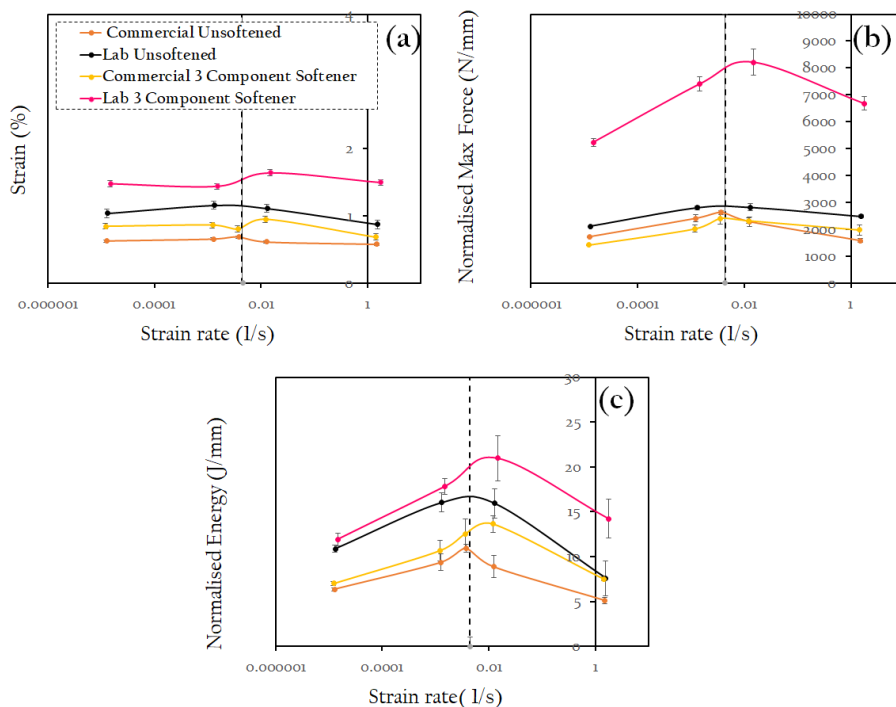 4
(a)
Commercial Unsoftened
Lab Unsoftened
Commercial 3 Component Softener
Lab 3 Component Softener
Strain (%)
2
1
0
0.000001
0.0001
0.01
1
Strain rate (1/s)
10000
(b)
9000
8000
7000
6000
5000
4000
3000
2000
1000
0
Normalised Max Force (N/mm)
0.000001
0.0001
0.01
1
Strain rate (1/s)
30
(c)
25
20
15
10
5
0
Normalised Energy (J/mm)
0.000001
0.0001
0.01
1
Strain rate( 1/s)